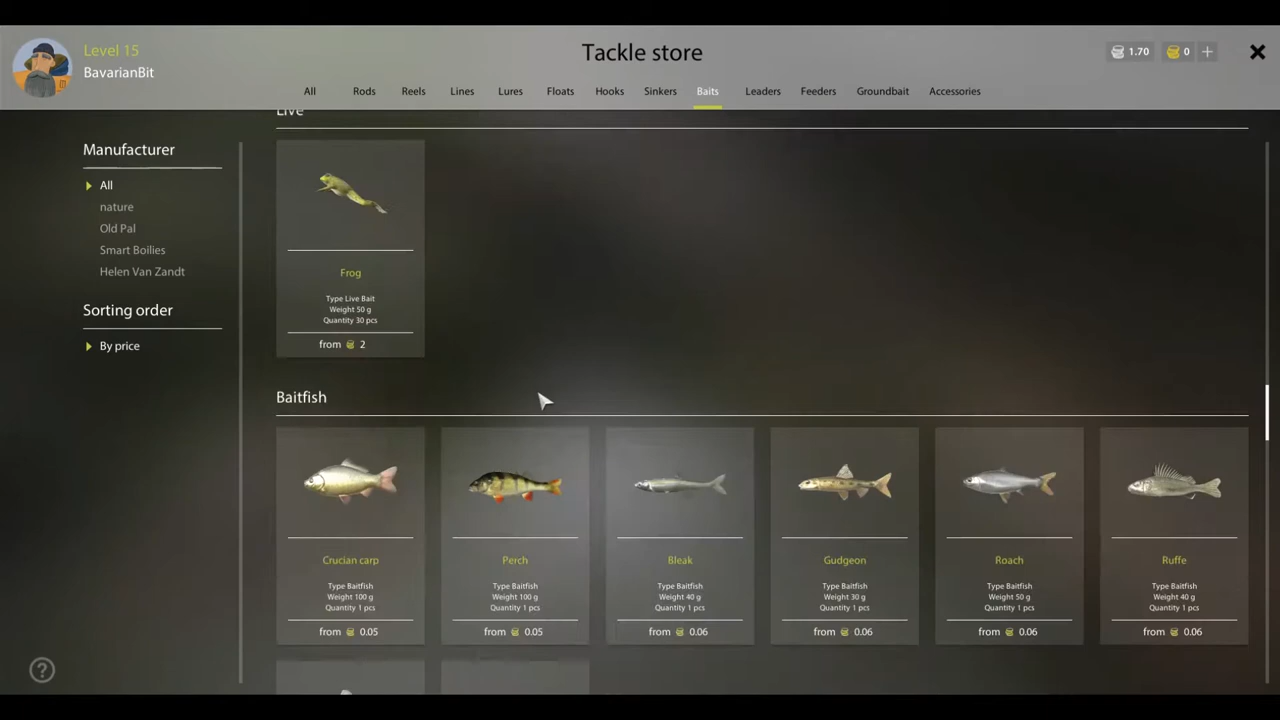 Level 15
BavarianBit
Tackle store
1.70
0
All
Rods
Reels
Lines
Lures
Floats
Hooks
Sinkers
Baits
Leaders
Feeders
Groundbait
Accessories
Manufacturer
All
nature
Old Pal
Smart Boilies
Helen Van Zandt
Sorting order
By price
Live
Frog
Type Live Bait
Weight 50 g
Quantity 30 pcs
from 2
Baitfish
Crucian carp
Type Baitfish
Weight 100 g
Quantity 1 pcs
from 0.05
Perch
Type Baitfish
Weight 100 g
Quantity 1 pcs
from 0.05
Bleak
Type Baitfish
Weight 40 g
Quantity 1 pcs
from 0.06
Gudgeon
Type Baitfish
Weight 30 g
Quantity 1 pcs
from 0.06
Roach
Type Baitfish
Weight 50 g
Quantity 1 pcs
from 0.06
Ruffe
Type Baitfish
Weight 40 g
Quantity 1 pcs
from 0.06
?